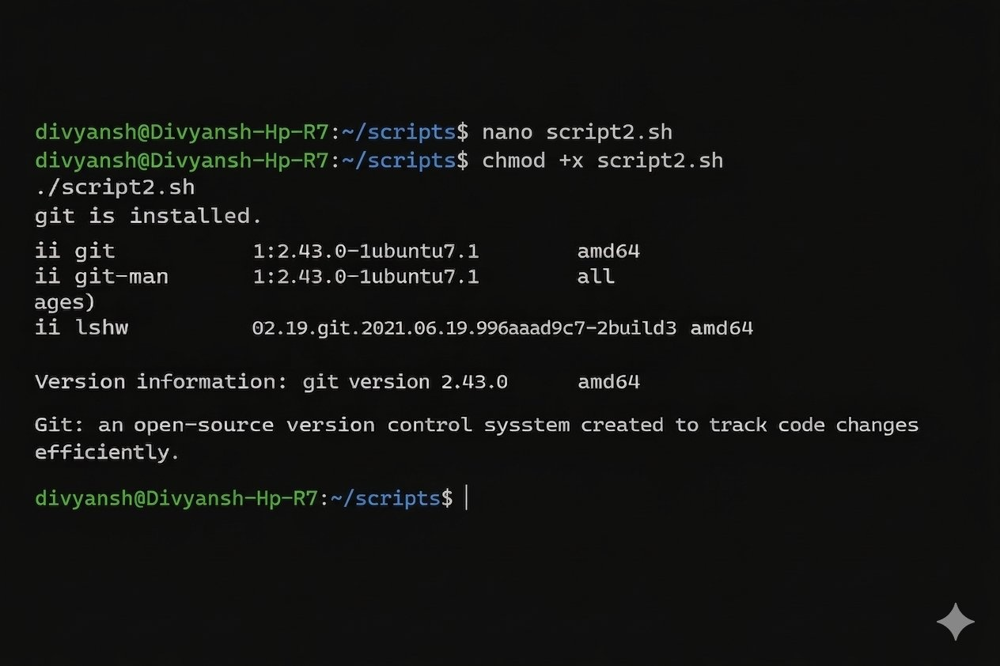 divyansh@Divyansh-Hp-R7:~/scripts$ nano script2.sh
divyansh@Divyansh-Hp-R7:~/scripts$ chmod +x script2.sh
./script2.sh
git is installed.
ii git 1:2.43.0-1ubuntu7.1 amd64
ii git-man 1:2.43.0-1ubuntu7.1 all
ages)
ii lshw 02.19.git.2021.06.19.996aaad9c7-2build3 amd64
Version information: git version 2.43.0 amd64
Git: an open-source version control sysstem created to track code changes
efficiently.
divyansh@Divyansh-Hp-R7:~/scripts$